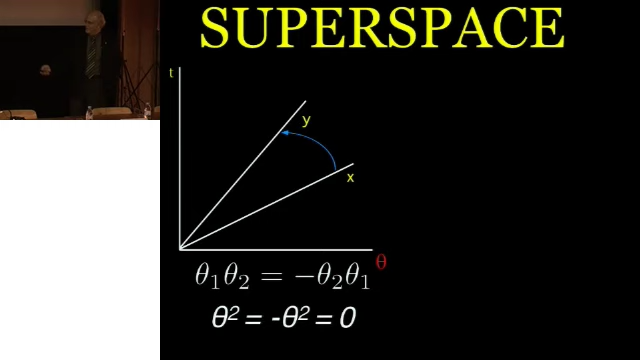 SUPERSPACE
t
y
x
θ
θ₁θ₂ = −θ₂θ₁
θ² = -θ² = 0